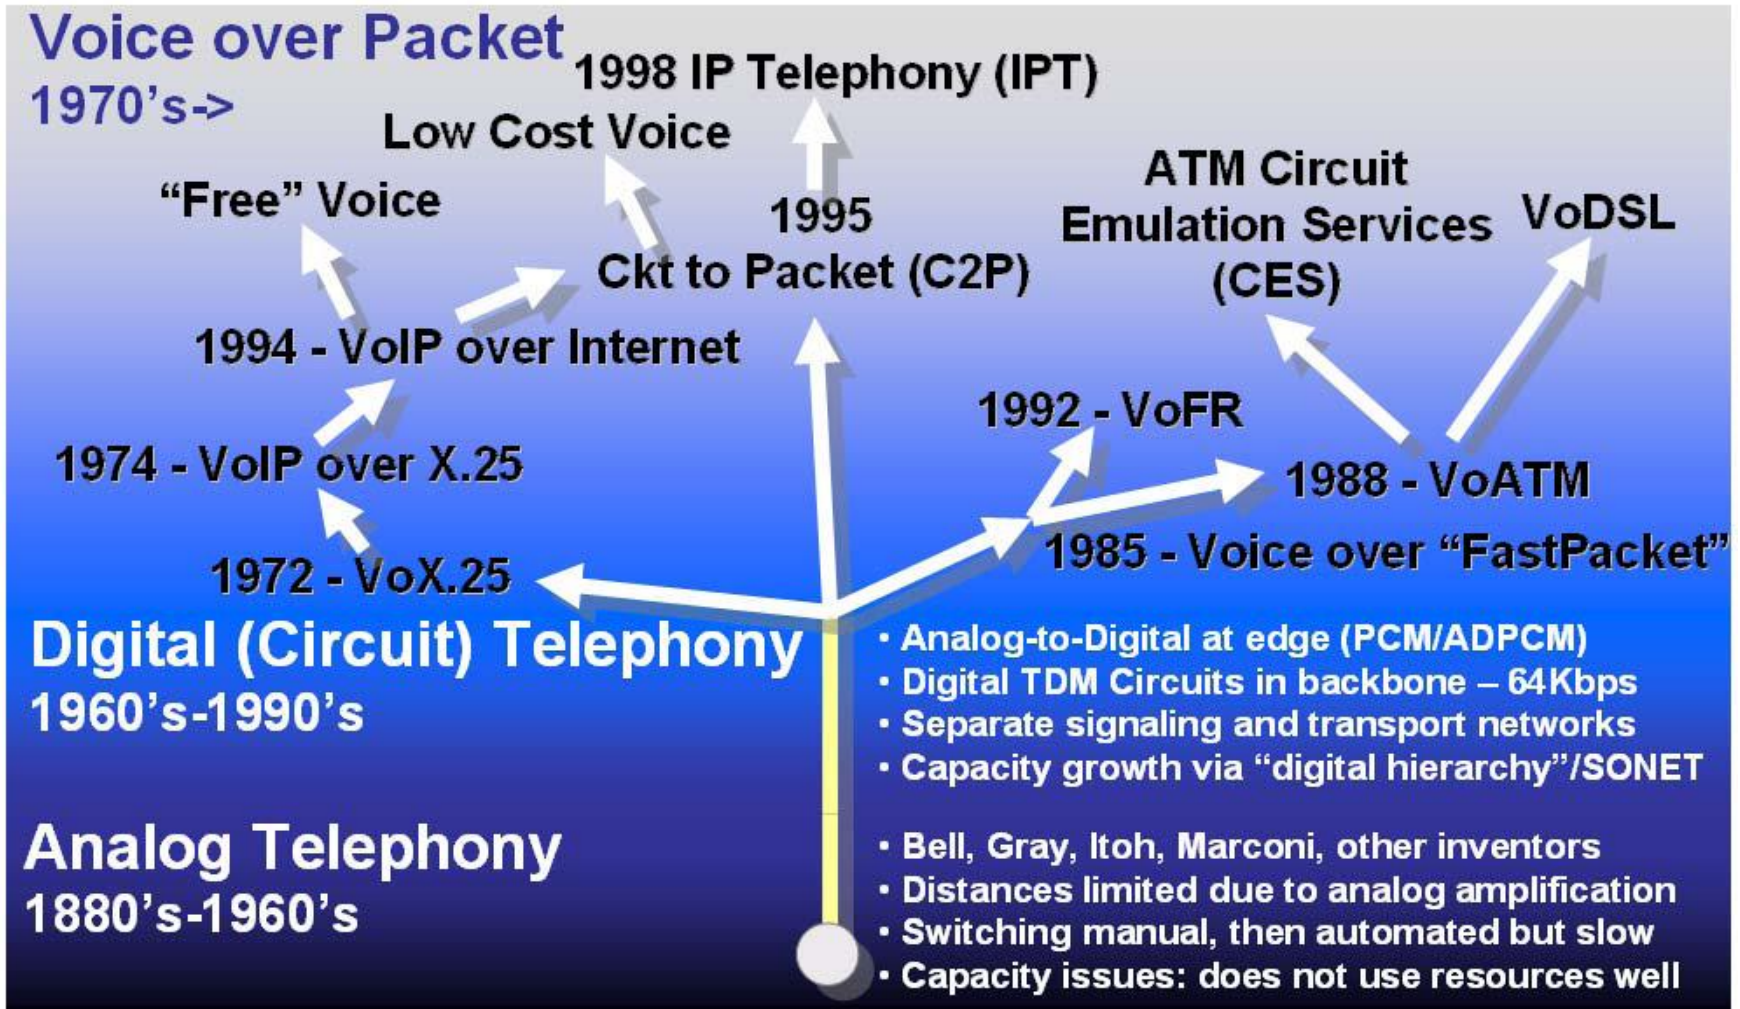 Voice over Packet
1970’s->
1998 IP Telephony (IPT)
Low Cost Voice
“Free” Voice
1995
Ckt to Packet (C2P)
ATM Circuit
Emulation Services
(CES)
VoDSL
1994 - VoIP over Internet
1992 - VoFR
1974 - VoIP over X.25
1988 - VoATM
1985 - Voice over “FastPacket”
1972 - VoX.25
Digital (Circuit) Telephony
1960’s-1990’s
• Analog-to-Digital at edge (PCM/ADPCM)
• Digital TDM Circuits in backbone – 64Kbps
• Separate signaling and transport networks
• Capacity growth via “digital hierarchy”/SONET
Analog Telephony
1880’s-1960’s
• Bell, Gray, Itoh, Marconi, other inventors
• Distances limited due to analog amplification
• Switching manual, then automated but slow
• Capacity issues: does not use resources well